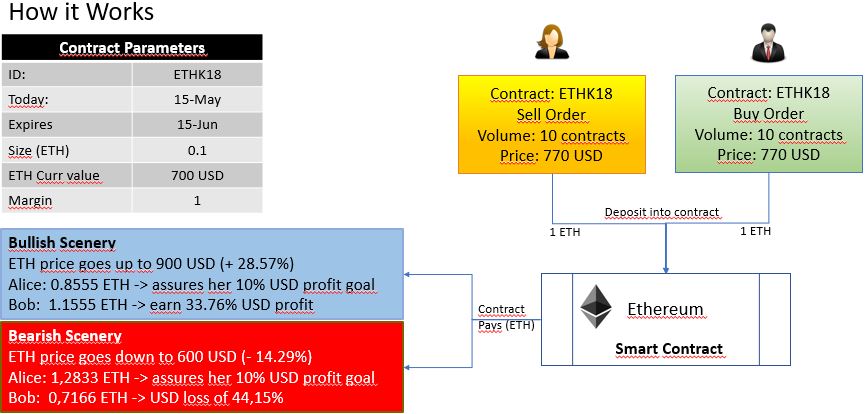 How it Works
Contract Parameters
ID: ETHK18
Today: 15-May
Expires 15-Jun
Size (ETH) 0.1
ETH Curr value 700 USD
Margin 1
Contract: ETHK18
Sell Order
Volume: 10 contracts
Price: 770 USD
Contract: ETHK18
Buy Order
Volume: 10 contracts
Price: 770 USD
Deposit into contract
1 ETH
1 ETH
Bullish Scenery
ETH price goes up to 900 USD (+ 28.57%)
Alice: 0.8555 ETH -> assures her 10% USD profit goal
Bob: 1.1555 ETH -> earn 33.76% USD profit
Contract
Pays (ETH)
Ethereum
Smart Contract
Bearish Scenery
ETH price goes down to 600 USD (- 14.29%)
Alice: 1,2833 ETH -> assures her 10% USD profit goal
Bob: 0,7166 ETH -> USD loss of 44,15%